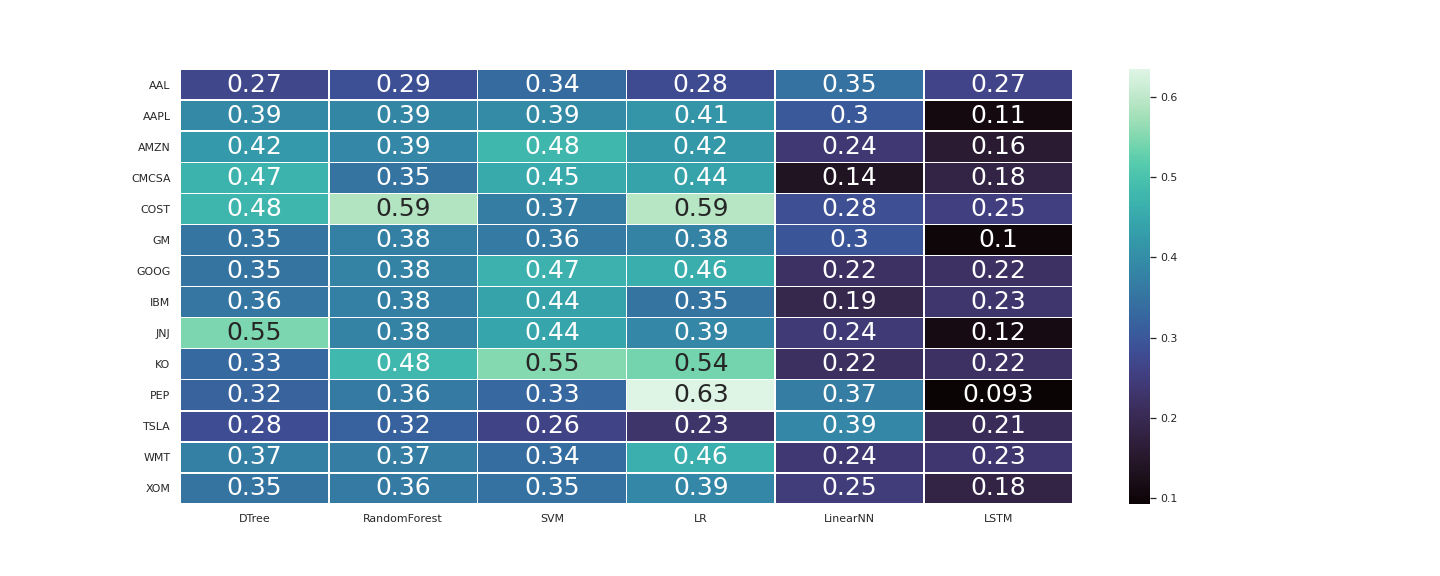 AAL 0.27 0.29 0.34 0.28 0.35 0.27
AAPL 0.39 0.39 0.39 0.41 0.3 0.11
AMZN 0.42 0.39 0.48 0.42 0.24 0.16
CMCSA 0.47 0.35 0.45 0.44 0.14 0.18
COST 0.48 0.59 0.37 0.59 0.28 0.25
GM 0.35 0.38 0.36 0.38 0.3 0.1
GOOG 0.35 0.38 0.47 0.46 0.22 0.22
IBM 0.36 0.38 0.44 0.35 0.19 0.23
JNJ 0.55 0.38 0.44 0.39 0.24 0.12
KO 0.33 0.48 0.55 0.54 0.22 0.22
PEP 0.32 0.36 0.33 0.63 0.37 0.093
TSLA 0.28 0.32 0.26 0.23 0.39 0.21
WMT 0.37 0.37 0.34 0.46 0.24 0.23
XOM 0.35 0.36 0.35 0.39 0.25 0.18
DTree RandomForest SVM LR LinearNN LSTM
0.6
0.5
0.4
0.3
0.2
0.1